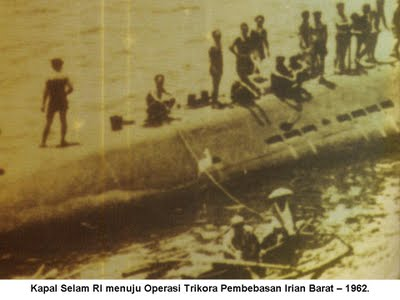 Kapal Selam RI menuju Operasi Trikora Pembebasan Irian Barat – 1962.